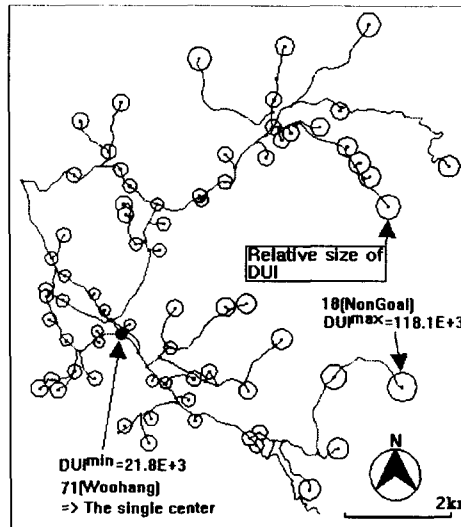 Relative size of
DUI
18(NonGoal)
DUImax=118.1E+3
N
DUImin=21.8E+3
71(Woohang)
=> The single center
2km